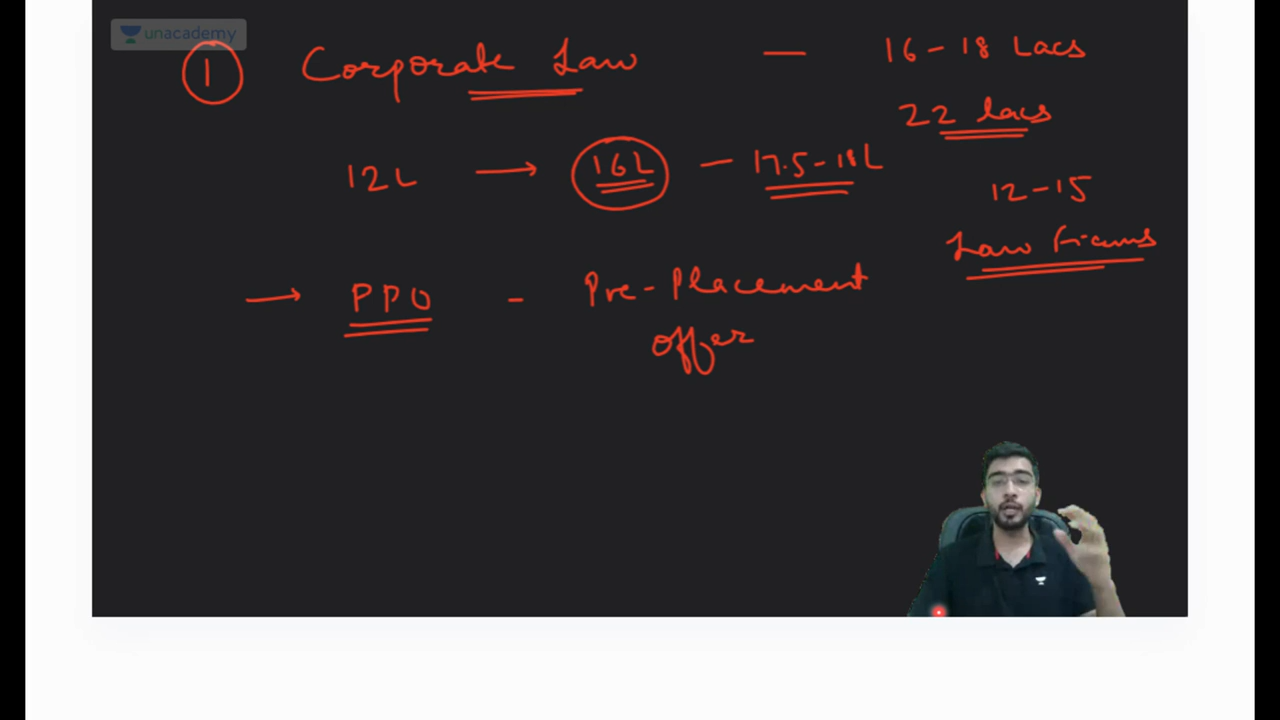 unacademy
1 Corporate Law — 16-18 Lacs
22 lacs
12L → 16L — 17.5-18L
12-15
Law Firms
→ PPO - Pre-Placement
offer